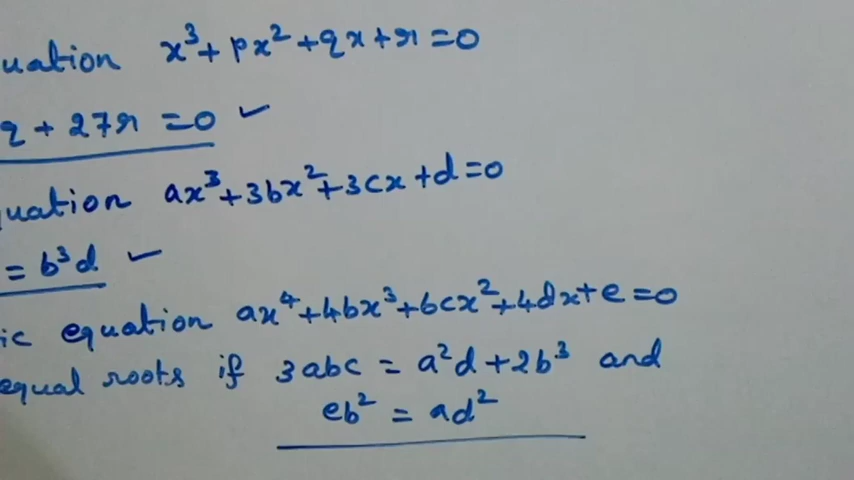 uation x³ + px² + qx + r = 0
q + 27r = 0 ✓
quation ax³ + 3bx² + 3cx + d = 0
= b³d ✓
ic equation ax⁴ + 4bx³ + 6cx² + 4dx + e = 0
equal roots if 3abc = a²d + 2b³ and
eb² = ad²